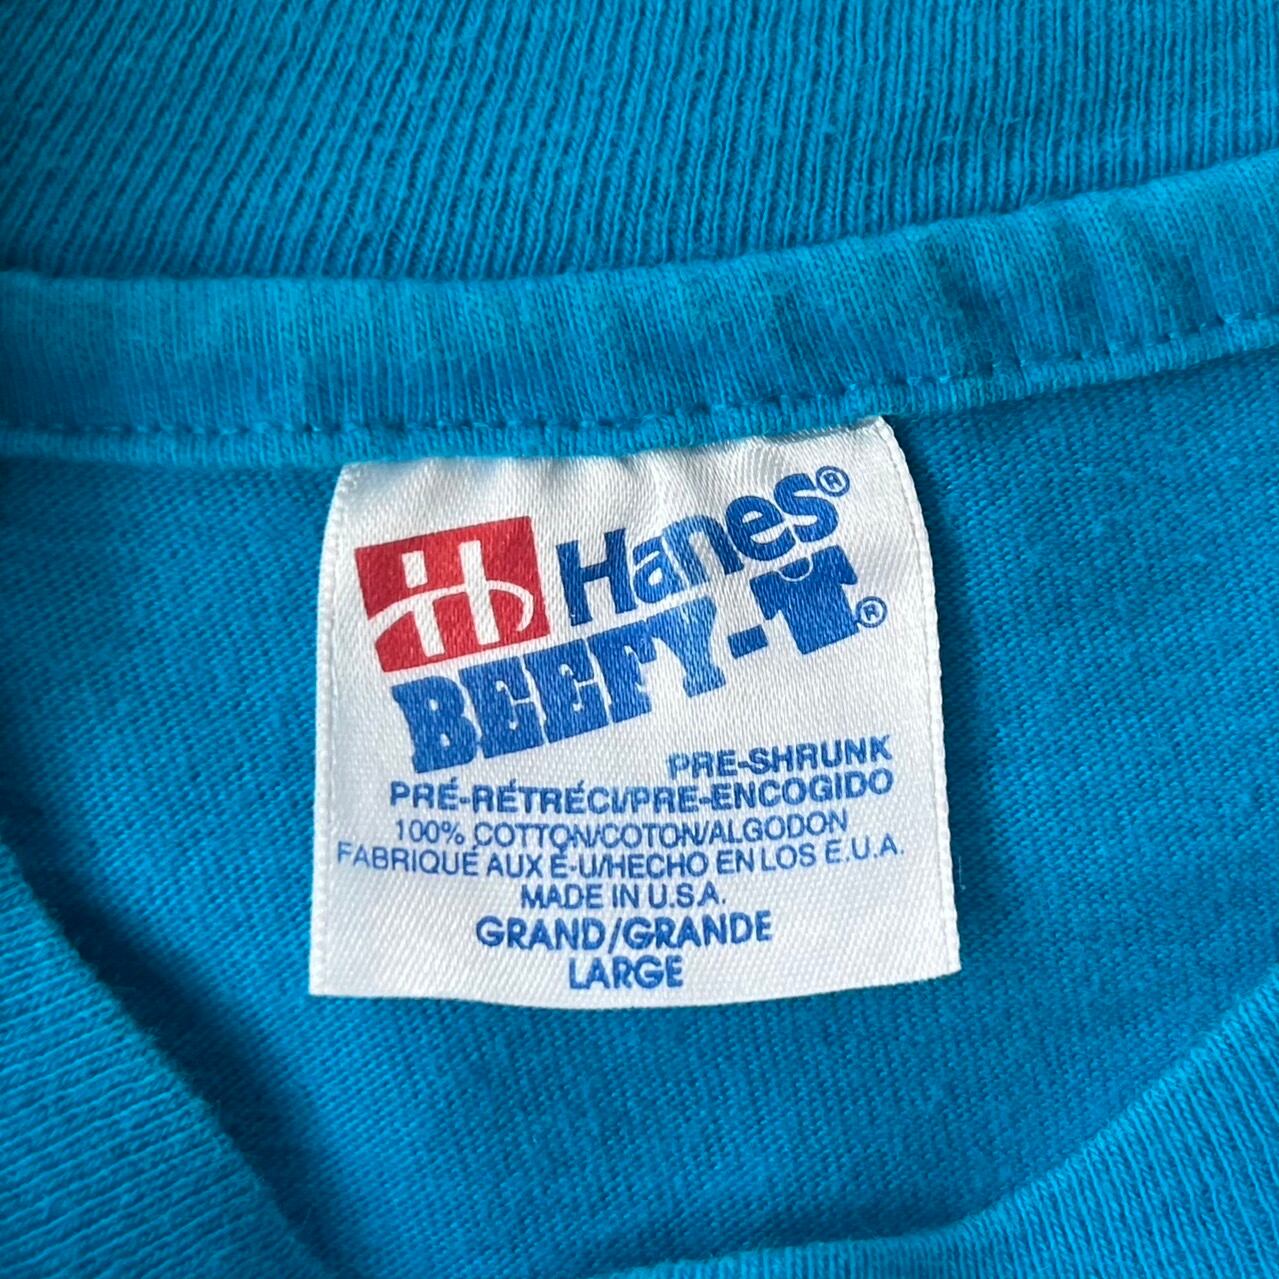 H Hanes®
BEEFY-T®
PRE-SHRUNK
PRÉ-RÉTRÉCI/PRE-ENCOGIDO
100% COTTON/COTON/ALGODON
FABRIQUÉ AUX É-U/HECHO EN LOS E.U.A.
MADE IN U.S.A.
GRAND/GRANDE
LARGE